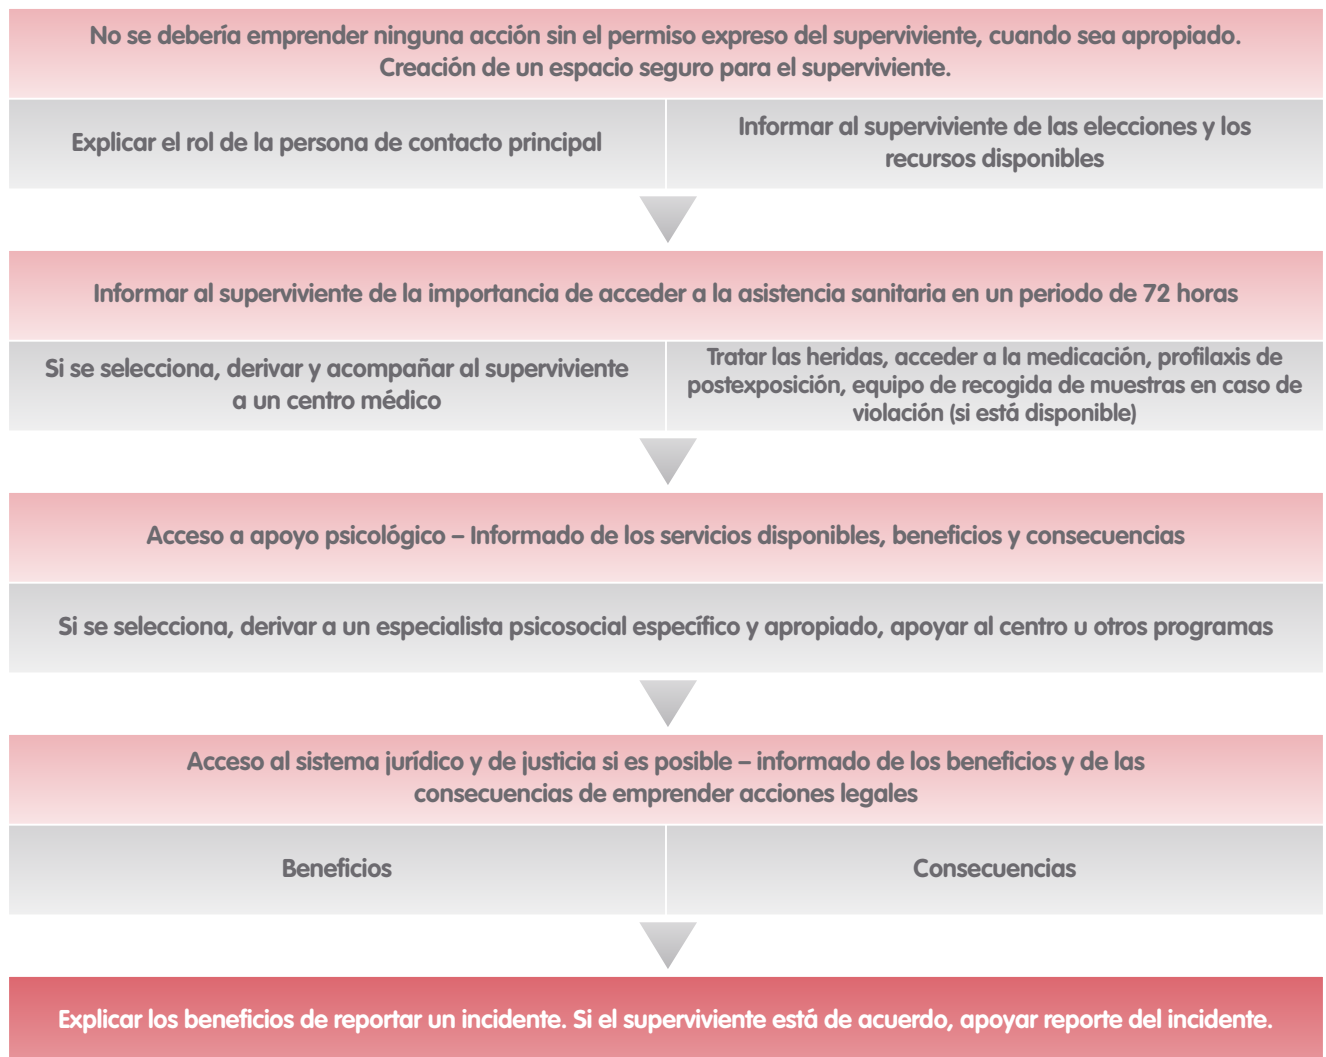 No se debería emprender ninguna acción sin el permiso expreso del superviviente, cuando sea apropiado.
Creación de un espacio seguro para el superviviente.
Explicar el rol de la persona de contacto principal
Informar al superviviente de las elecciones y los
recursos disponibles
Informar al superviviente de la importancia de acceder a la asistencia sanitaria en un periodo de 72 horas
Si se selecciona, derivar y acompañar al superviviente
a un centro médico
Tratar las heridas, acceder a la medicación, profilaxis de
postexposición, equipo de recogida de muestras en caso de
violación (si está disponible)
Acceso a apoyo psicológico – Informado de los servicios disponibles, beneficios y consecuencias
Si se selecciona, derivar a un especialista psicosocial específico y apropiado, apoyar al centro u otros programas
Acceso al sistema jurídico y de justicia si es posible – informado de los beneficios y de las
consecuencias de emprender acciones legales
Beneficios
Consecuencias
Explicar los beneficios de reportar un incidente. Si el superviviente está de acuerdo, apoyar reporte del incidente.